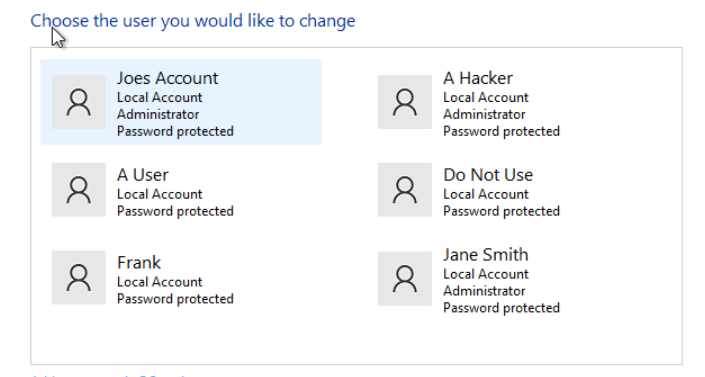 Choose the user you would like to change
Joes Account
Local Account
Administrator
Password protected
A Hacker
Local Account
Administrator
Password protected
A User
Local Account
Password protected
Do Not Use
Local Account
Password protected
Frank
Local Account
Password protected
Jane Smith
Local Account
Administrator
Password protected